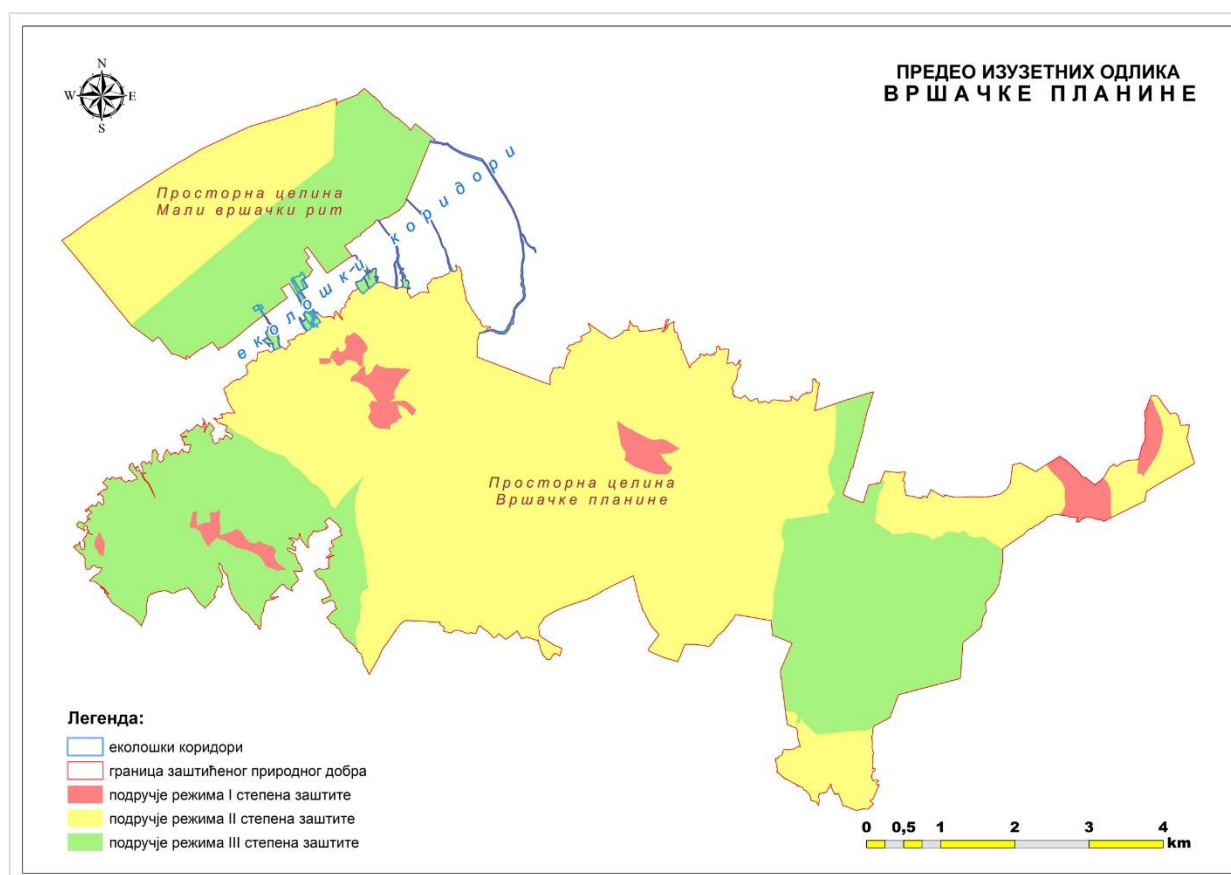 ПРЕДЕО ИЗУЗЕТНИХ ОДЛИКА
ВРШАЧКЕ ПЛАНИНЕ
N
W E
S
Просторна целина
Мали вршачки рит
еколошки коридори
Просторна целина
Вршачке планине
Легенда:
еколошки коридори
граница заштићеног природног добра
подручје режима I степена заштите
подручје режима II степена заштите
подручје режима III степена заштите
0 0,5 1 2 3 4
km